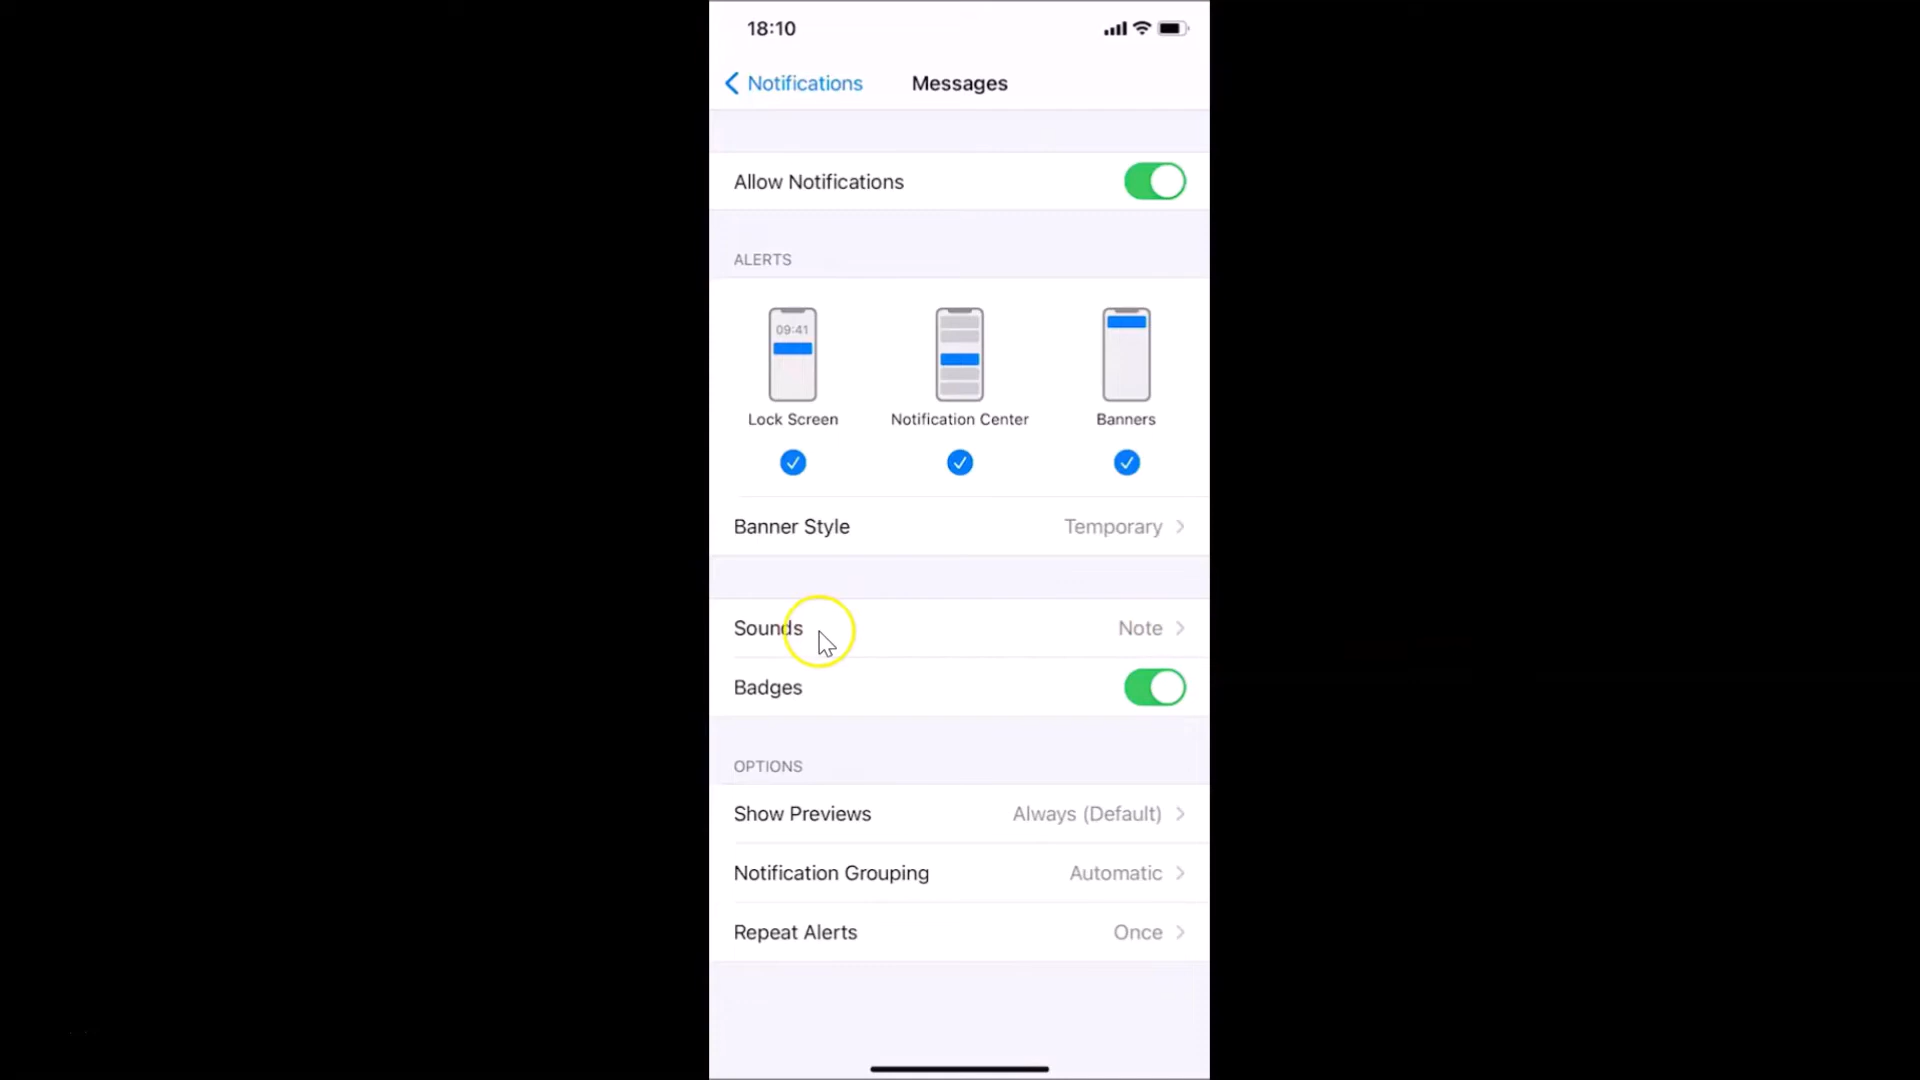 18:10
Notifications Messages
Allow Notifications
ALERTS
09:41
Lock Screen Notification Center Banners
Banner Style Temporary
Sounds Note
Badges
OPTIONS
Show Previews Always (Default)
Notification Grouping Automatic
Repeat Alerts Once